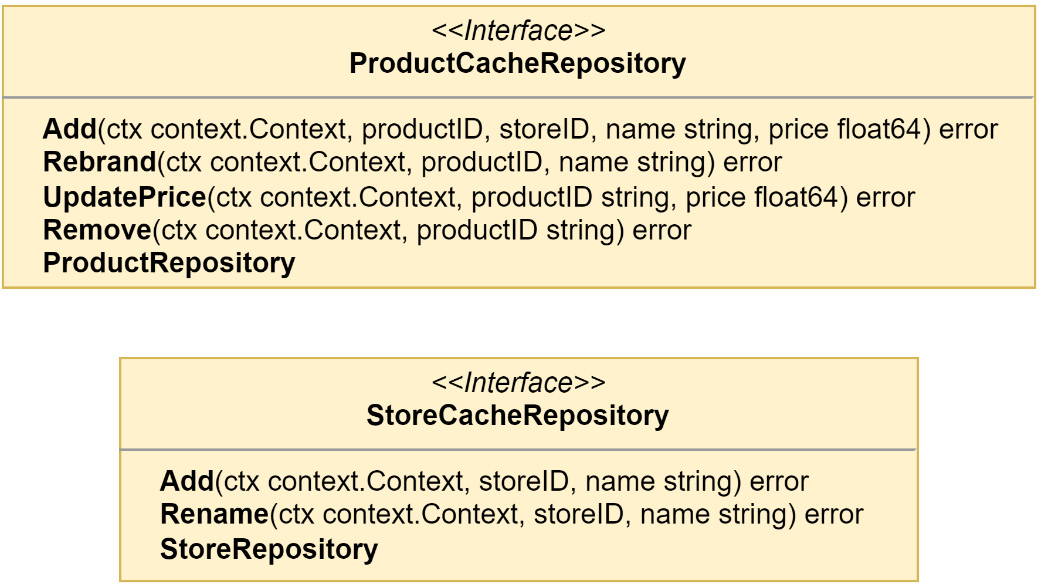 <<Interface>>
ProductCacheRepository
Add(ctx context.Context, productID, storeID, name string, price float64) error
Rebrand(ctx context.Context, productID, name string) error
UpdatePrice(ctx context.Context, productID string, price float64) error
Remove(ctx context.Context, productID string) error
ProductRepository
<<Interface>>
StoreCacheRepository
Add(ctx context.Context, storeID, name string) error
Rename(ctx context.Context, storeID, name string) error
StoreRepository